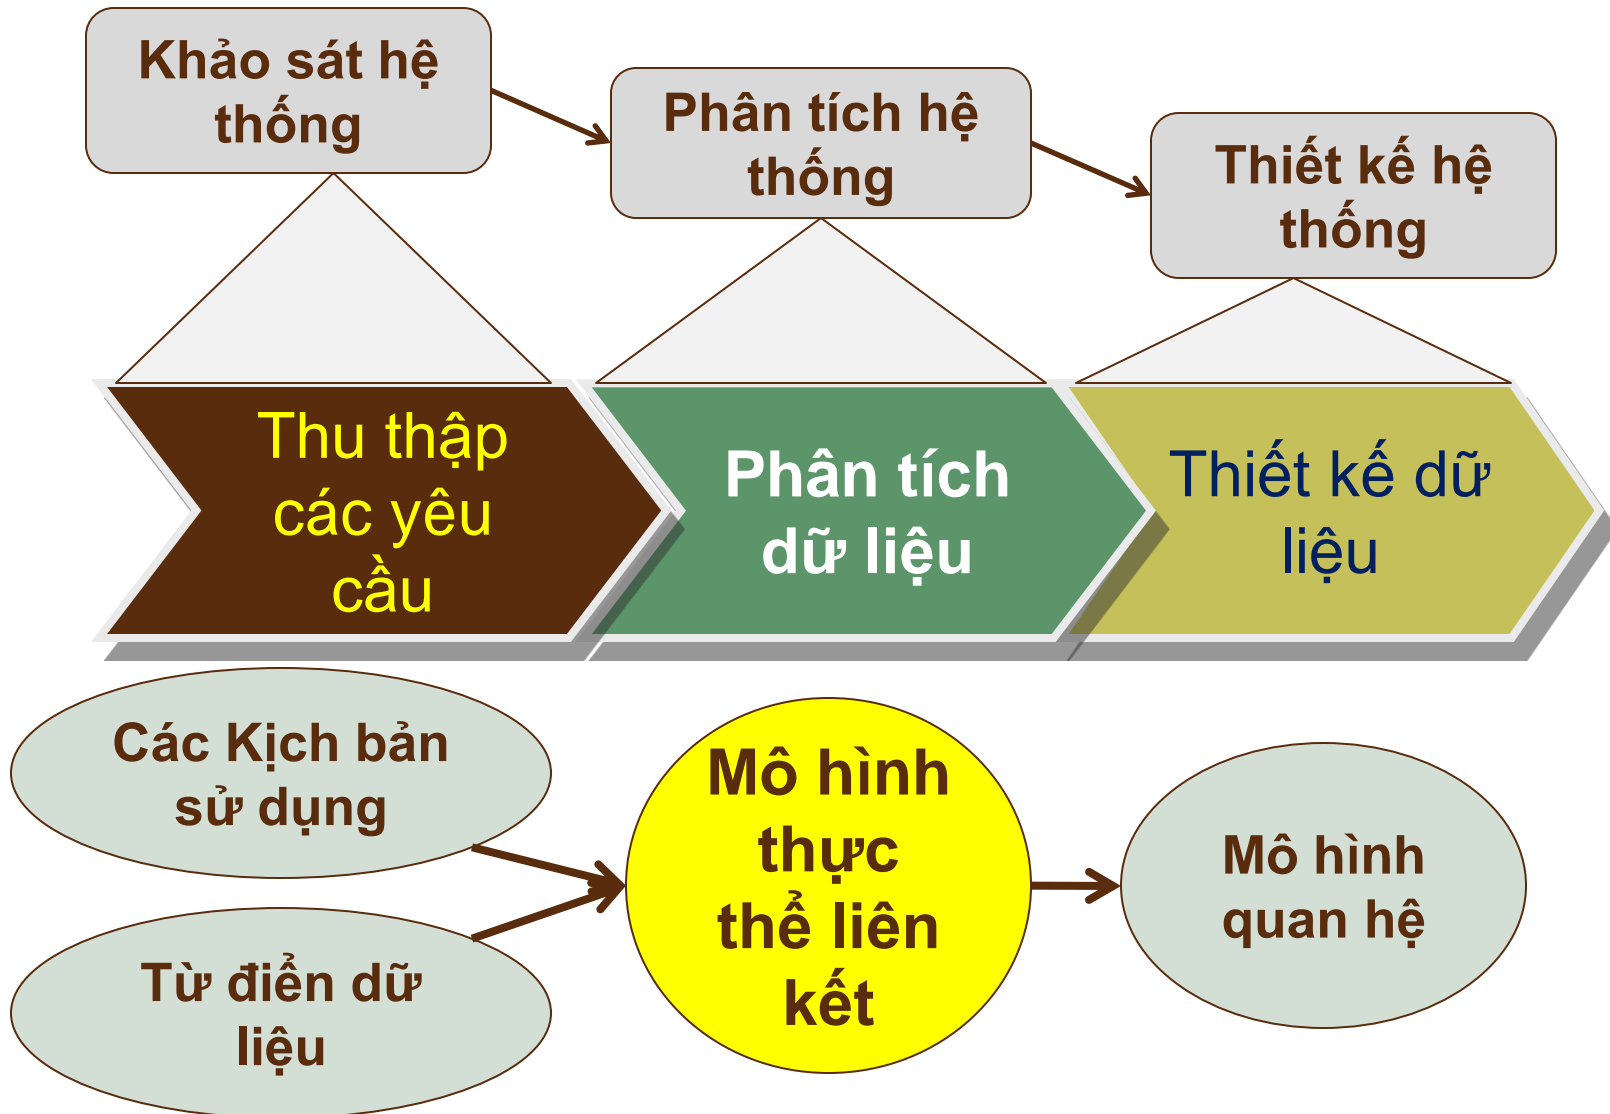 Khảo sát hệ
thống
Phân tích hệ
thống
Thiết kế hệ
thống
Thu thập
các yêu
cầu
Phân tích
dữ liệu
Thiết kế dữ
liệu
Các Kịch bản
sử dụng
Từ điển dữ
liệu
Mô hình
thực
thể liên
kết
Mô hình
quan hệ